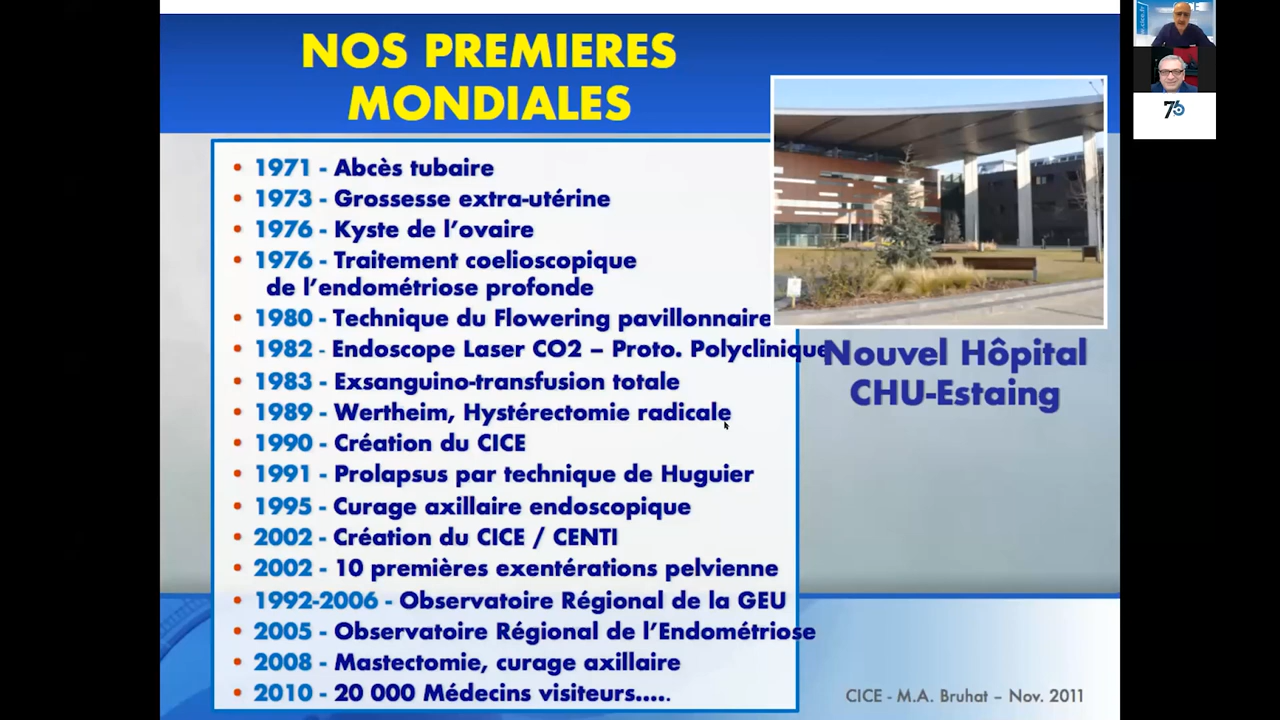 NOS PREMIERES
MONDIALES
• 1971 - Abcès tubaire
• 1973 - Grossesse extra-utérine
• 1976 - Kyste de l’ovaire
• 1976 - Traitement coelioscopique
de l’endométriose profonde
• 1980 - Technique du Flowering pavillonnaire
• 1982 - Endoscope Laser CO2 – Proto. Polyclinique
• 1983 - Exsanguino-transfusion totale
• 1989 - Wertheim, Hystérectomie radicale
• 1990 - Création du CICE
• 1991 - Prolapsus par technique de Huguier
• 1995 - Curage axillaire endoscopique
• 2002 - Création du CICE / CENTI
• 2002 - 10 premières exentérations pelvienne
• 1992-2006 - Observatoire Régional de la GEU
• 2005 - Observatoire Régional de l’Endométriose
• 2008 - Mastectomie, curage axillaire
• 2010 - 20 000 Médecins visiteurs.....
Nouvel Hôpital
CHU-Estaing
CICE - M.A. Bruhat – Nov. 2011